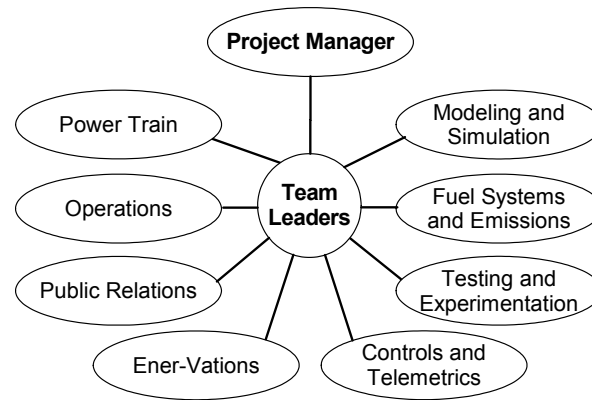 Project Manager
Power Train
Modeling and
Simulation
Team
Leaders
Operations
Fuel Systems
and Emissions
Public Relations
Testing and
Experimentation
Ener-Vations
Controls and
Telemetrics